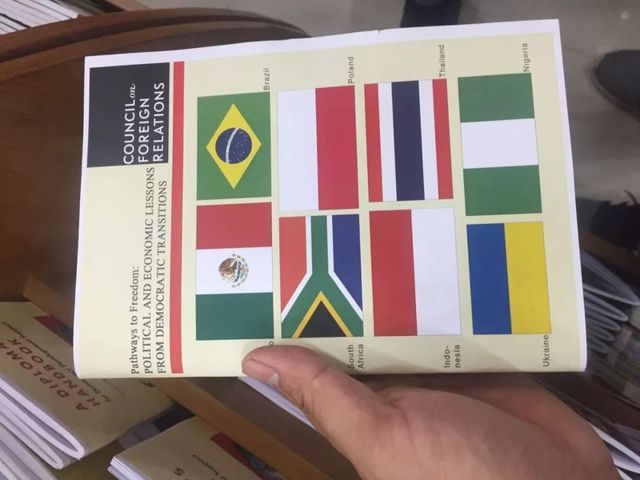 Pathways to Freedom:
POLITICAL AND ECONOMIC LESSONS
FROM DEMOCRATIC TRANSITIONS
COUNCIL on
FOREIGN
RELATIONS
Brazil
South
Africa
Poland
Indo-
nesia
Thailand
Ukraine
Nigeria
A DIPLOMA
HANDBOOK